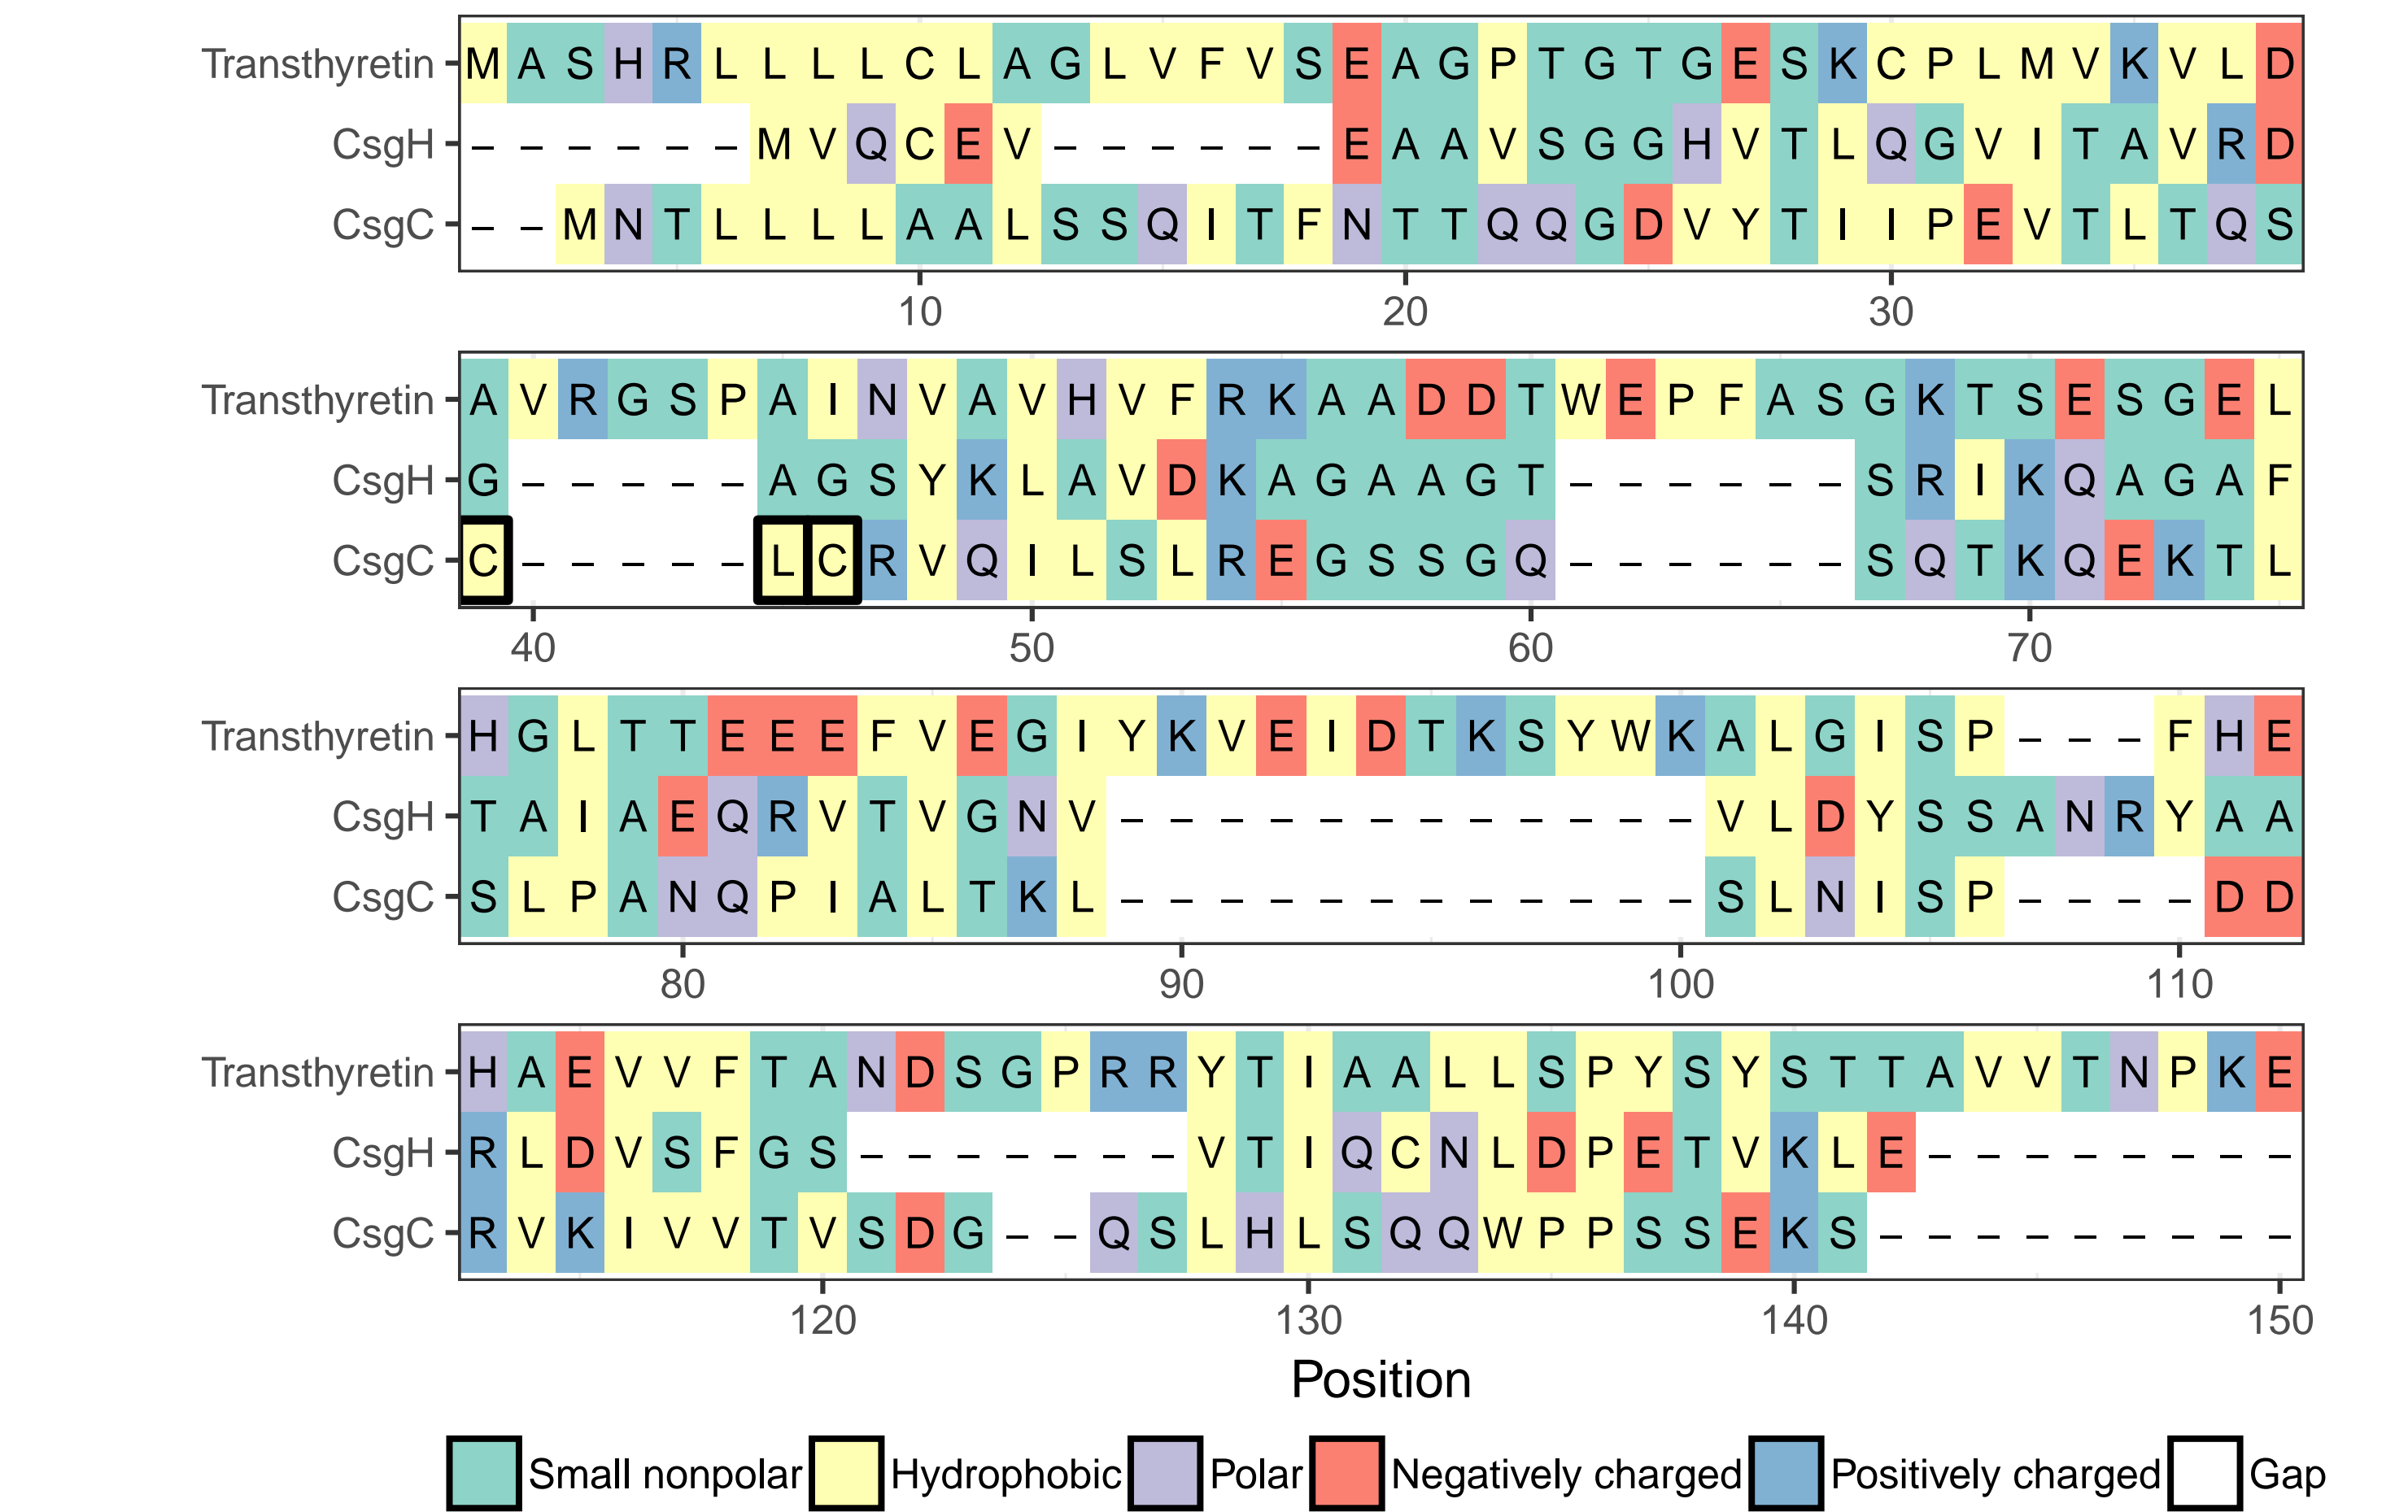 Transthyretin M A S H R L L L L C L A G L V F V S E A G P T G T G E S K C P L M V K V L D
CsgH - - - - - - M V Q C E V - - - - - - E A A V S G G H V T L Q G V I T A V R D
CsgC - - M N T L L L L A A L S S Q I T F N T T Q Q G D V Y T I I P E V T L T Q S
10 20 30
Transthyretin A V R G S P A I N V A V H V F R K A A D D T W E P F A S G K T S E S G E L
CsgH G - - - - - A G S Y K L A V D K A G A A G T - - - - - - S R I K Q A G A F
CsgC C - - - - - L C R V Q I L S L R E G S S G Q - - - - - - S Q T K Q E K T L
40 50 60 70
Transthyretin H G L T T E E E F V E G I Y K V E I D T K S Y W K A L G I S P - - - F H E
CsgH T A I A E Q R V T V G N V - - - - - - - - - - - - V L D Y S S A N R Y A A
CsgC S L P A N Q P I A L T K L - - - - - - - - - - - - S L N I S P - - - - D D
80 90 100 110
Transthyretin H A E V V F T A N D S G P R R Y T I A A L L S P Y S Y S T T A V V T N P K E
CsgH R L D V S F G S - - - - - - - V T I Q C N L D P E T V K L E - - - - - - - -
CsgC R V K I V V T V S D G - - Q S L H L S Q Q W P P S S E K S - - - - - - - - -
120 130 140 150
Position
Small nonpolar Hydrophobic Polar Negatively charged Positively charged Gap